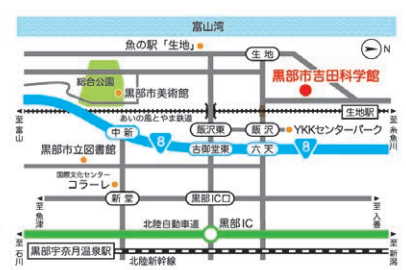 富山湾
魚の駅「生地」
生地
N
総合公園
黒部市吉田科学館
黒部市美術館
生地駅
あいの風とやま鉄道
至富山
中新
飯沢東
飯沢
YKKセンターパーク
至糸魚川
8
黒部市立図書館
吉御堂東
六天
8
国際文化センター
コラーレ
新堂
黒部IC口
至魚津
至入善
北陸自動車道
黒部IC
至石川
黒部宇奈月温泉駅
北陸新幹線
至新潟